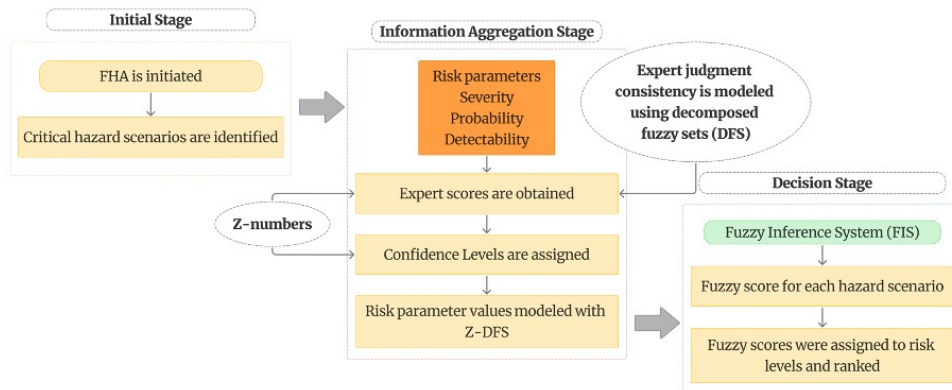 Initial Stage
FHA is initiated
Critical hazard scenarios are identified
Information Aggregation Stage
Risk parameters
Severity
Probability
Detectability
Expert judgment
consistency is modeled
using decomposed
fuzzy sets (DFS)
Expert scores are obtained
Z-numbers
Confidence Levels are assigned
Risk parameter values modeled with
Z-DFS
Decision Stage
Fuzzy Inference System (FIS)
Fuzzy score for each hazard scenario
Fuzzy scores were assigned to risk
levels and ranked